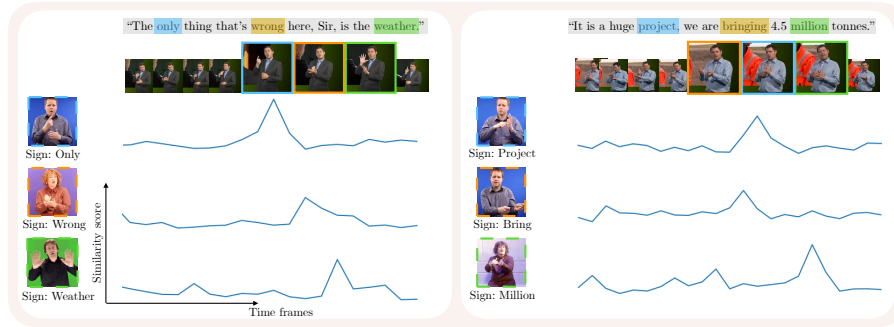 “The only thing that’s wrong here, Sir, is the weather.”
Sign: Only
Sign: Wrong
Sign: Weather
Similarity score
Time frames
“It is a huge project, we are bringing 4.5 million tonnes.”
Sign: Project
Sign: Bring
Sign: Million